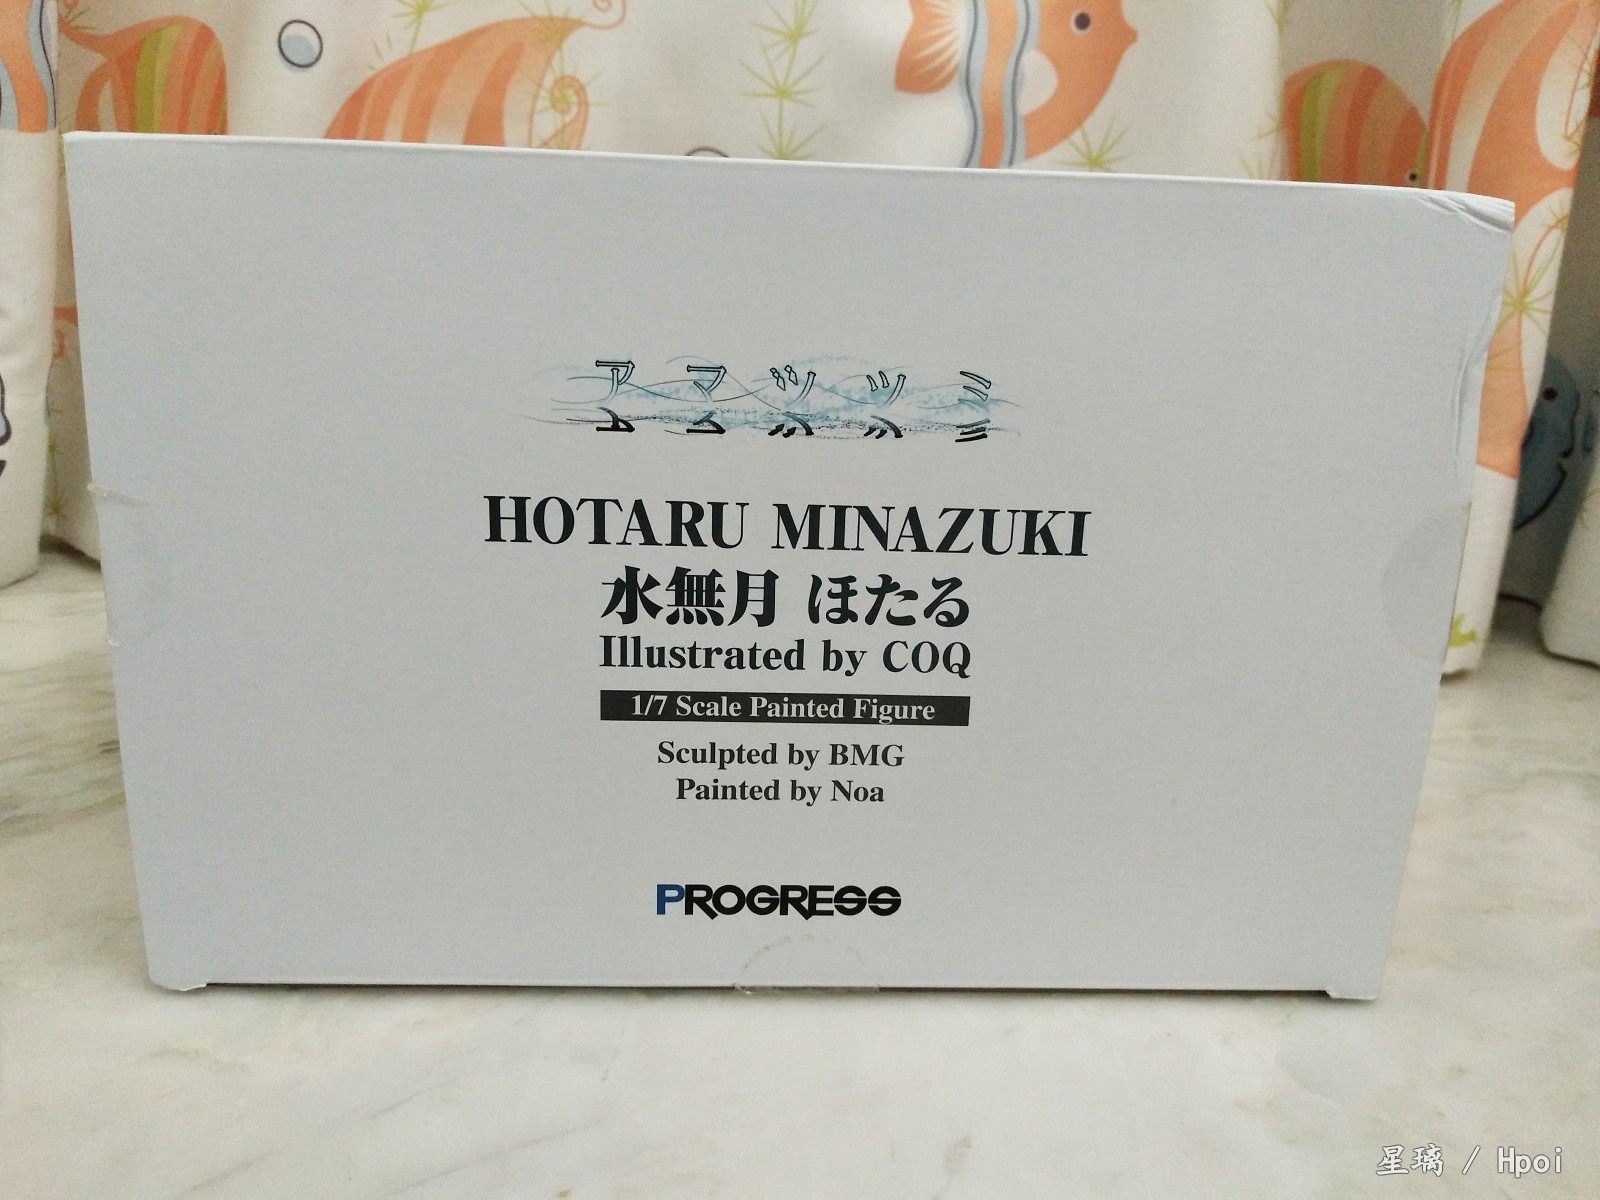 アマツツミ
HOTARU MINAZUKI
水無月 ほたる
Illustrated by COQ
1/7 Scale Painted Figure
Sculpted by BMG
Painted by Noa
PROGRESS
星璃 / Hpoi